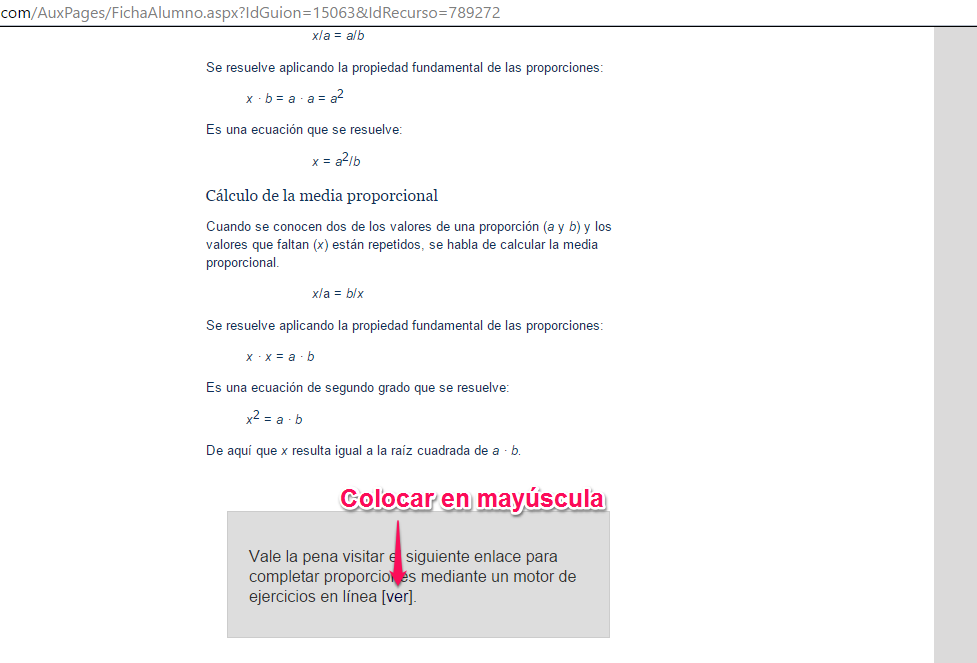 com/AuxPages/FichaAlumno.aspx?IdGuion=15063&IdRecurso=789272
x/a = a/b
Se resuelve aplicando la propiedad fundamental de las proporciones:
x · b = a · a = a²
Es una ecuación que se resuelve:
x = a²/b
Cálculo de la media proporcional
Cuando se conocen dos de los valores de una proporción (a y b) y los
valores que faltan (x) están repetidos, se habla de calcular la media
proporcional.
x/a = b/x
Se resuelve aplicando la propiedad fundamental de las proporciones:
x · x = a · b
Es una ecuación de segundo grado que se resuelve:
x² = a · b
De aquí que x resulta igual a la raíz cuadrada de a · b.
Colocar en mayúscula
Vale la pena visitar el siguiente enlace para
completar proporciones mediante un motor de
ejercicios en línea [ver].